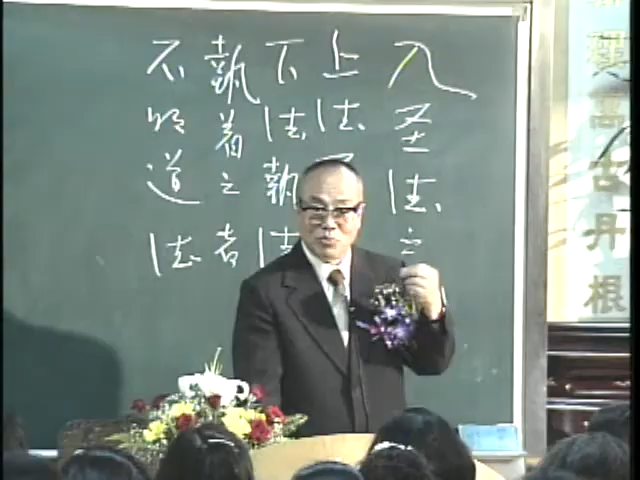 圣法之
上法
下法執法
執着之者
不明道法
古丹根